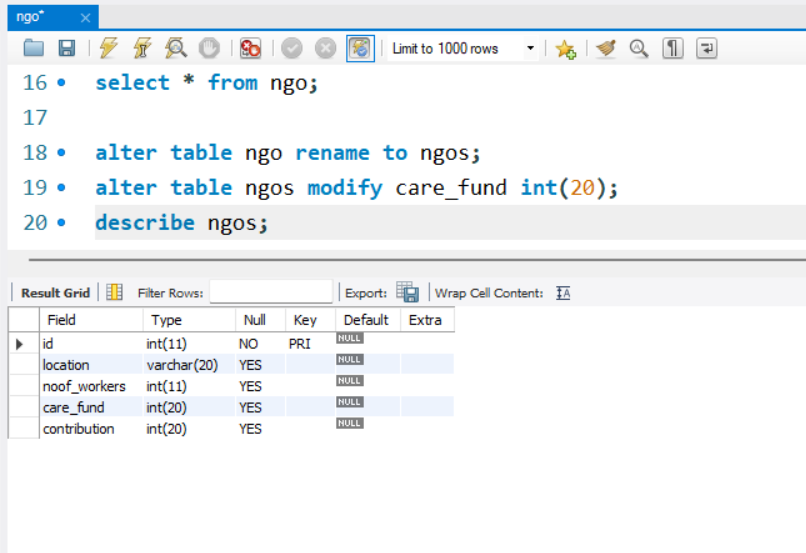 ngo*
Limit to 1000 rows
16 select * from ngo;
17
18 alter table ngo rename to ngos;
19 alter table ngos modify care_fund int(20);
20 describe ngos;
Result Grid Filter Rows: Export: Wrap Cell Content: IA
Field Type Null Key Default Extra
id int(11) NO PRI NULL
location varchar(20) YES NULL
noof_workers int(11) YES NULL
care_fund int(20) YES NULL
contribution int(20) YES NULL